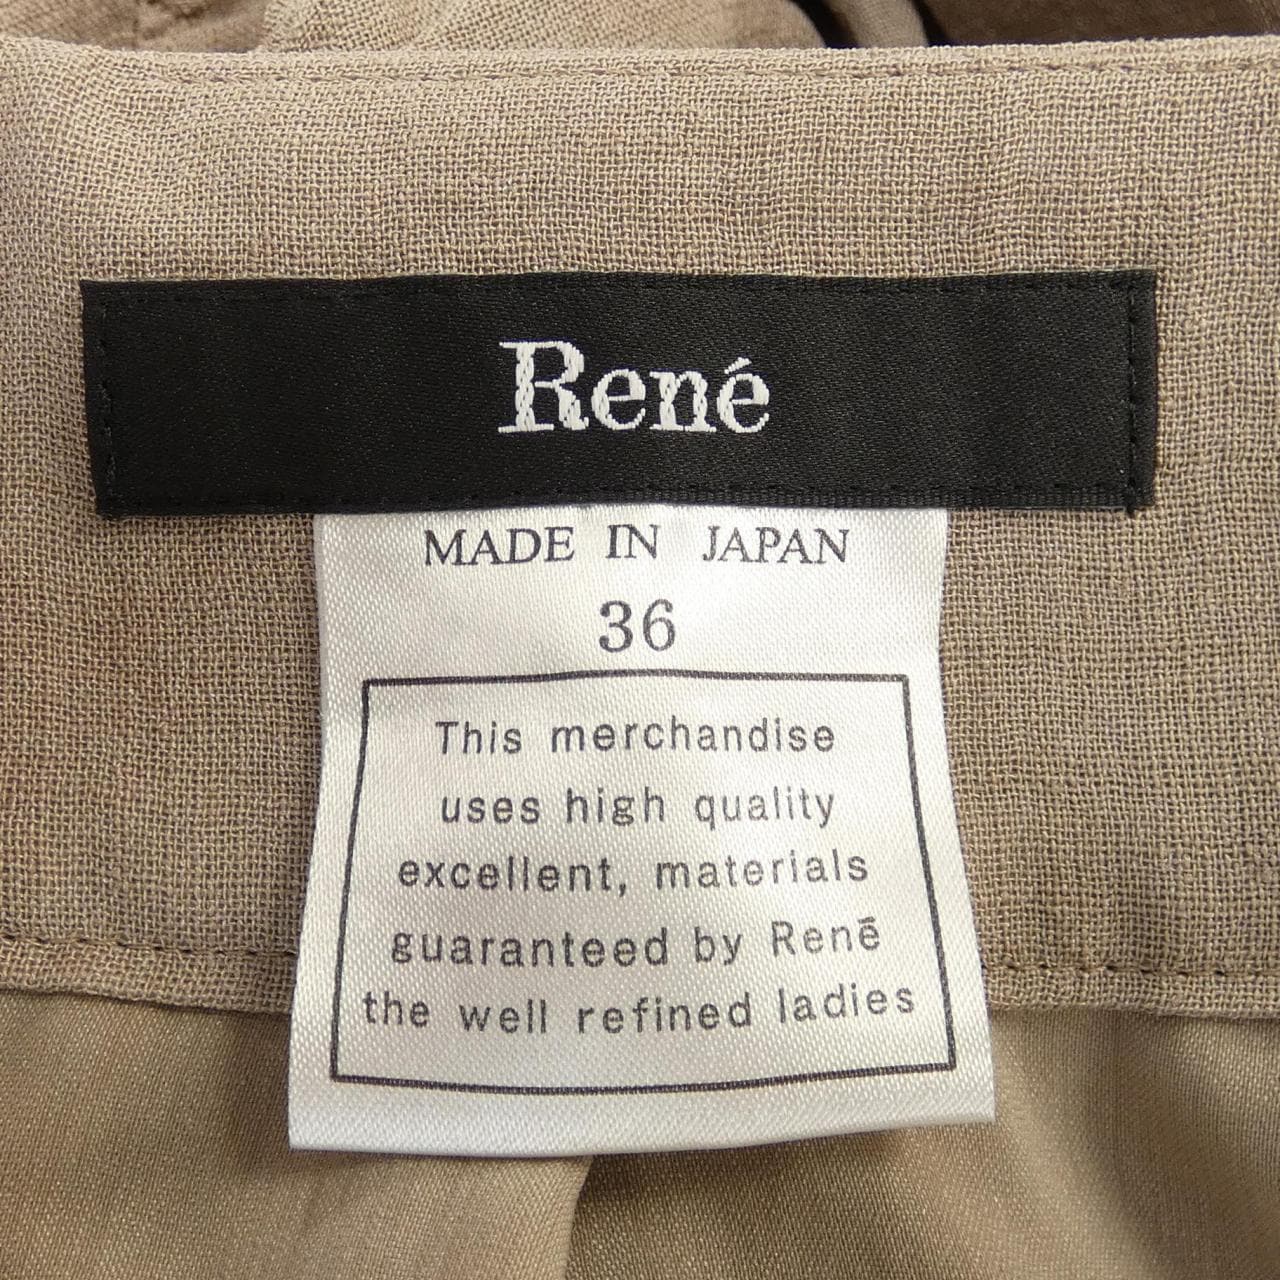 René
MADE IN JAPAN
36
This merchandise
uses high quality
excellent, materials
guaranteed by Renē
the well refined ladies